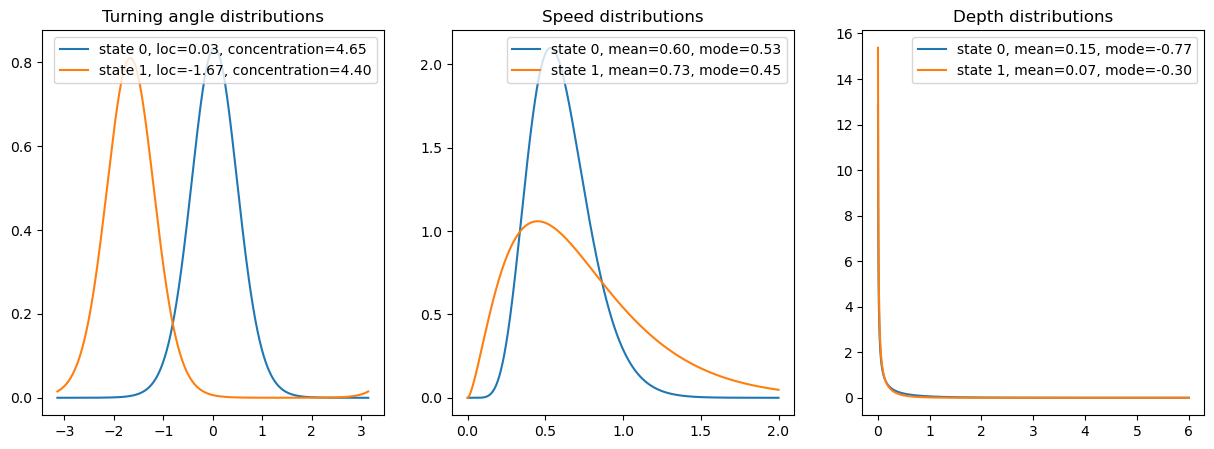 Turning angle distributions
state 0, loc=0.03, concentration=4.65
state 1, loc=-1.67, concentration=4.40
0.8
0.6
0.4
0.2
0.0
−3 −2 −1 0 1 2 3
Speed distributions
state 0, mean=0.60, mode=0.53
state 1, mean=0.73, mode=0.45
2.0
1.5
1.0
0.5
0.0
0.0 0.5 1.0 1.5 2.0
Depth distributions
state 0, mean=0.15, mode=-0.77
state 1, mean=0.07, mode=-0.30
16
14
12
10
8
6
4
2
0
0 1 2 3 4 5 6